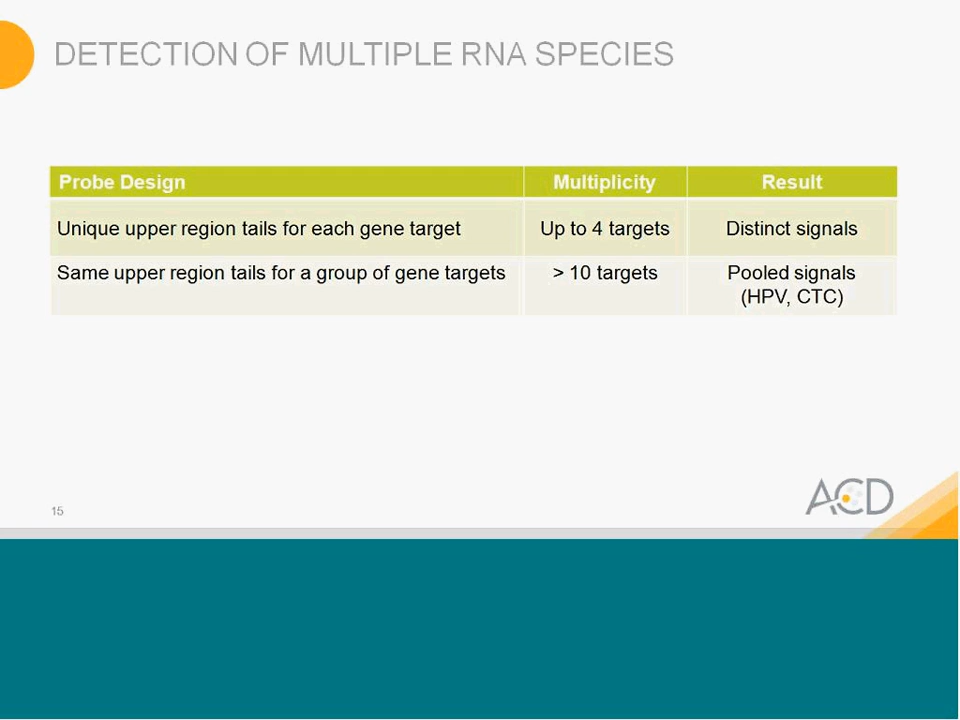 DETECTION OF MULTIPLE RNA SPECIES
Probe Design Multiplicity Result
Unique upper region tails for each gene target Up to 4 targets Distinct signals
Same upper region tails for a group of gene targets > 10 targets Pooled signals
(HPV, CTC)
15
ACD